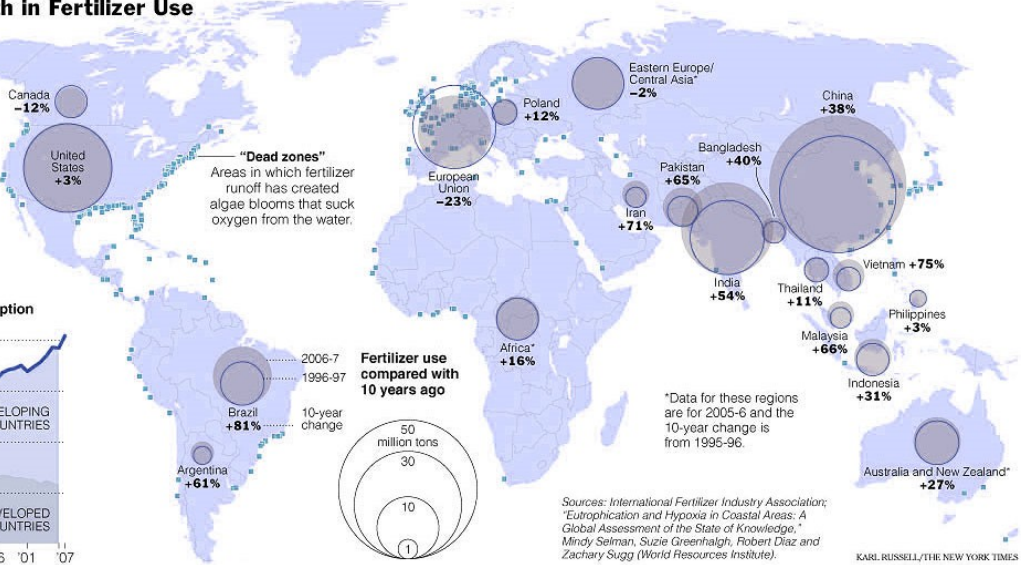 h in Fertilizer Use
Canada
–12%
United
States
+3%
“Dead zones”
Areas in which fertilizer
runoff has created
algae blooms that suck
oxygen from the water.
European
Union
–23%
Poland
+12%
Eastern Europe/
Central Asia*
–2%
China
+38%
Bangladesh
+40%
Pakistan
+65%
Iran
+71%
India
+54%
Vietnam +75%
Thailand
+11%
Philippines
+3%
Malaysia
+66%
Indonesia
+31%
Africa*
+16%
Australia and New Zealand*
+27%
2006-7
1996-97
Brazil
+81%
10-year
change
Argentina
+61%
Fertilizer use
compared with
10 years ago
50
million tons
30
10
1
*Data for these regions
are for 2005-6 and the
10-year change is
from 1995-96.
ption
ELOPING
UNTRIES
VELOPED
UNTRIES
6 ’01 ’07
Sources: International Fertilizer Industry Association;
“Eutrophication and Hypoxia in Coastal Areas: A
Global Assessment of the State of Knowledge,”
Mindy Selman, Suzie Greenhalgh, Robert Diaz and
Zachary Sugg (World Resources Institute).
KARL RUSSELL/THE NEW YORK TIMES